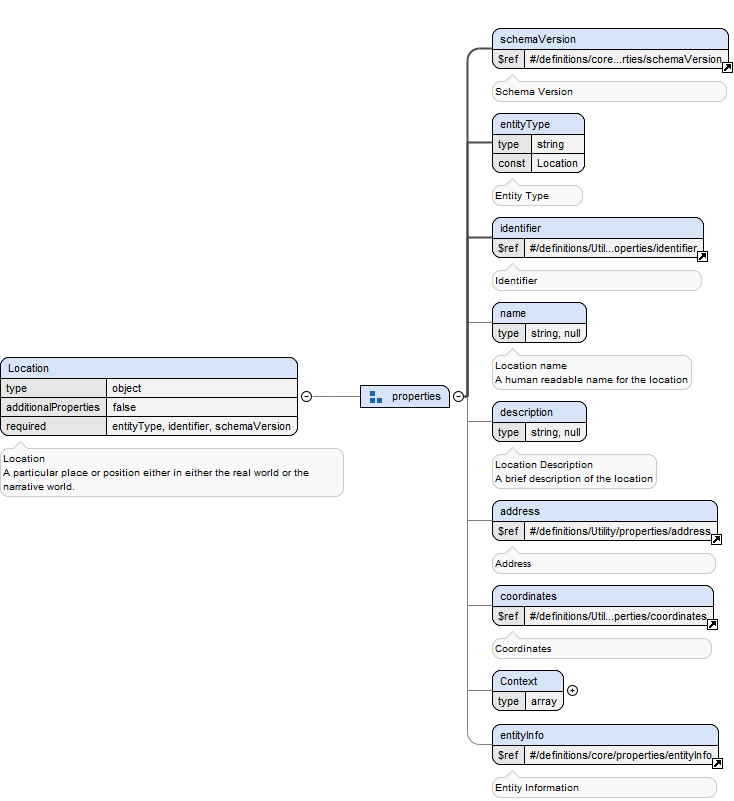 Location
type object
additionalProperties false
required entityType, identifier, schemaVersion
Location
A particular place or position either in either the real world or the
narrative world.
properties
schemaVersion
$ref #/definitions/core...rties/schemaVersion
Schema Version
entityType
type string
const Location
Entity Type
identifier
$ref #/definitions/Util...operties/identifier
Identifier
name
type string, null
Location name
A human readable name for the location
description
type string, null
Location Description
A brief description of the location
address
$ref #/definitions/Utility/properties/address
Address
coordinates
$ref #/definitions/Util...perties/coordinates
Coordinates
Context
type array
entityInfo
$ref #/definitions/core/properties/entityInfo
Entity Information